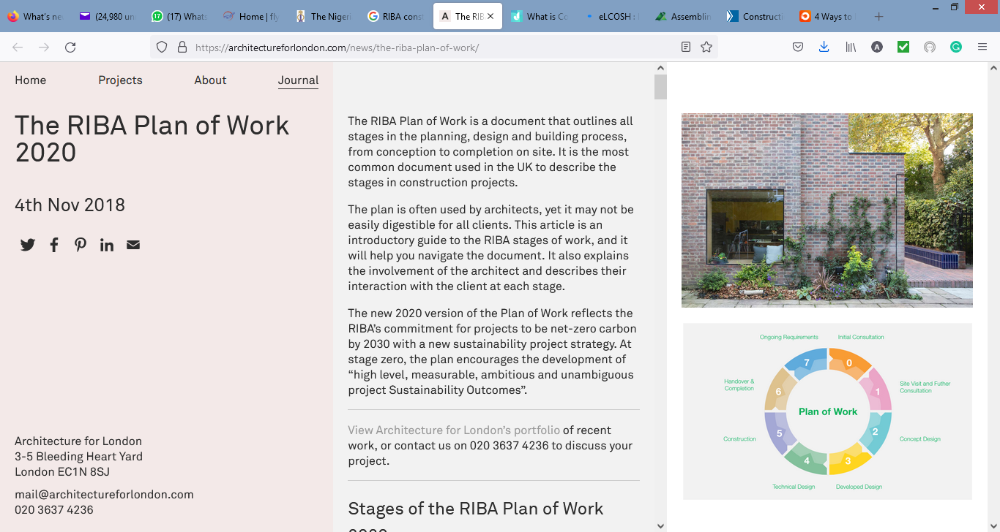 What's ne
(24,980 un
(17) Whats
Home | fly
The Nigeri
RIBA const
The RIB
What is Co
eLCOSH :
Assemblin
Constructi
4 Ways to
https://architectureforlondon.com/news/the-riba-plan-of-work/
Home
Projects
About
Journal
The RIBA Plan of Work
2020
4th Nov 2018
Architecture for London
3-5 Bleeding Heart Yard
London EC1N 8SJ
mail@architectureforlondon.com
020 3637 4236
The RIBA Plan of Work is a document that outlines all
stages in the planning, design and building process,
from conception to completion on site. It is the most
common document used in the UK to describe the
stages in construction projects.
The plan is often used by architects, yet it may not be
easily digestible for all clients. This article is an
introductory guide to the RIBA stages of work, and it
will help you navigate the document. It also explains
the involvement of the architect and describes their
interaction with the client at each stage.
The new 2020 version of the Plan of Work reflects the
RIBA’s commitment for projects to be net-zero carbon
by 2030 with a new sustainability project strategy. At
stage zero, the plan encourages the development of
“high level, measurable, ambitious and unambiguous
project Sustainability Outcomes”.
View Architecture for London’s portfolio of recent
work, or contact us on 020 3637 4236 to discuss your
project.
Stages of the RIBA Plan of Work
Ongoing Requirements
Initial Consultation
7
0
Handover &
Completion
6
1
Site Visit and Futher
Consultation
Plan of Work
Construction
5
2
Concept Design
4
3
Technical Design
Developed Design